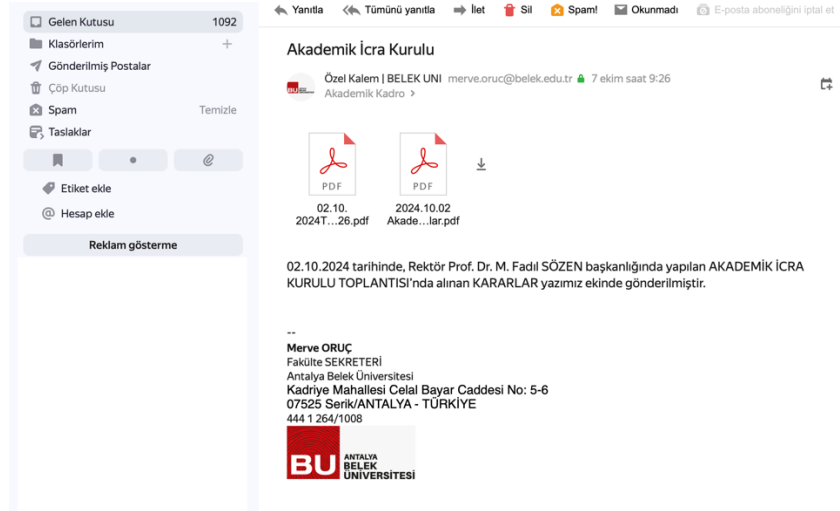 Gelen Kutusu 1092
Klasörlerim
Gönderilmiş Postalar
Çöp Kutusu
Spam Temizle
Taslaklar
Etiket ekle
Hesap ekle
Reklam gösterme
Yanıtla Tümünü yanıtla İlet Sil Spam! Okunmadı E-posta aboneliğini iptal et
Akademik İcra Kurulu
Özel Kalem | BELEK UNI merve.oruc@belek.edu.tr 7 ekim saat 9:26
Akademik Kadro >
PDF PDF
02.10. 2024.10.02
2024T...26.pdf Akade...lar.pdf
02.10.2024 tarihinde, Rektör Prof. Dr. M. Fadıl SÖZEN başkanlığında yapılan AKADEMİK İCRA
KURULU TOPLANTISI'nda alınan KARARLAR yazımız ekinde gönderilmiştir.
--
Merve ORUÇ
Fakülte SEKRETERİ
Antalya Belek Üniversitesi
Kadriye Mahallesi Celal Bayar Caddesi No: 5-6
07525 Serik/ANTALYA - TÜRKİYE
444 1 264/1008
BU ANTALYA
BELEK
ÜNİVERSİTESİ